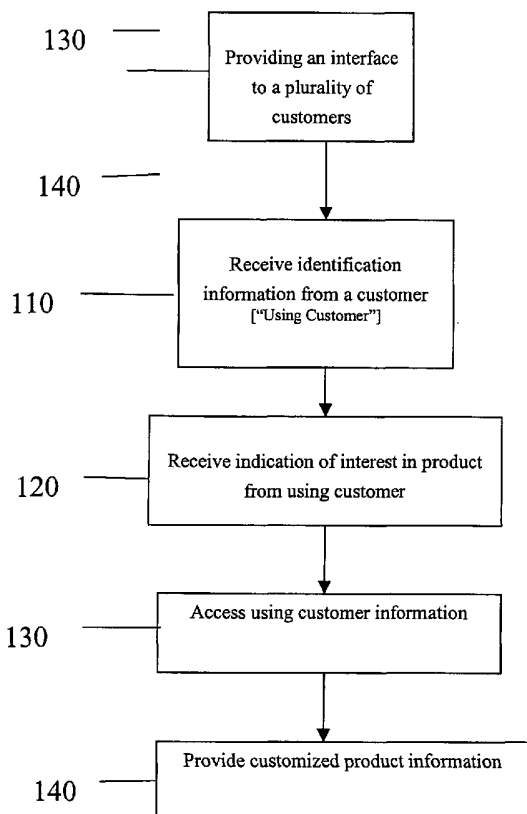 130
Providing an interface
to a plurality of
customers
140
Receive identification
110
information from a customer
["Using Customer"]
Receive indication of interest in product
120
from using customer
Access using customer information
130
Provide customized product information
140